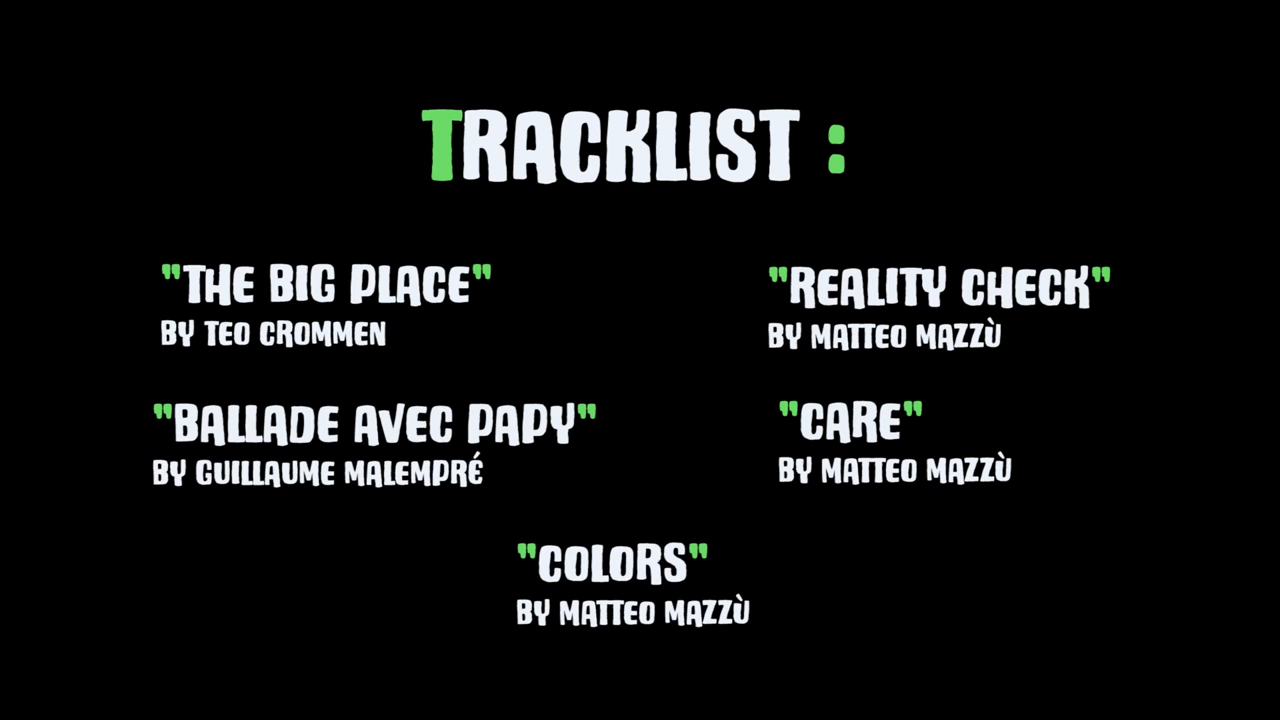 TRACKLIST :
"THE BIG PLACE"
BY TEO CROMMEN
"REALITY CHECK"
BY MATTEO MAZZÙ
"BALLADE AVEC PAPY"
BY GUILLAUME MALEMPRÉ
"CARE"
BY MATTEO MAZZÙ
"COLORS"
BY MATTEO MAZZÙ